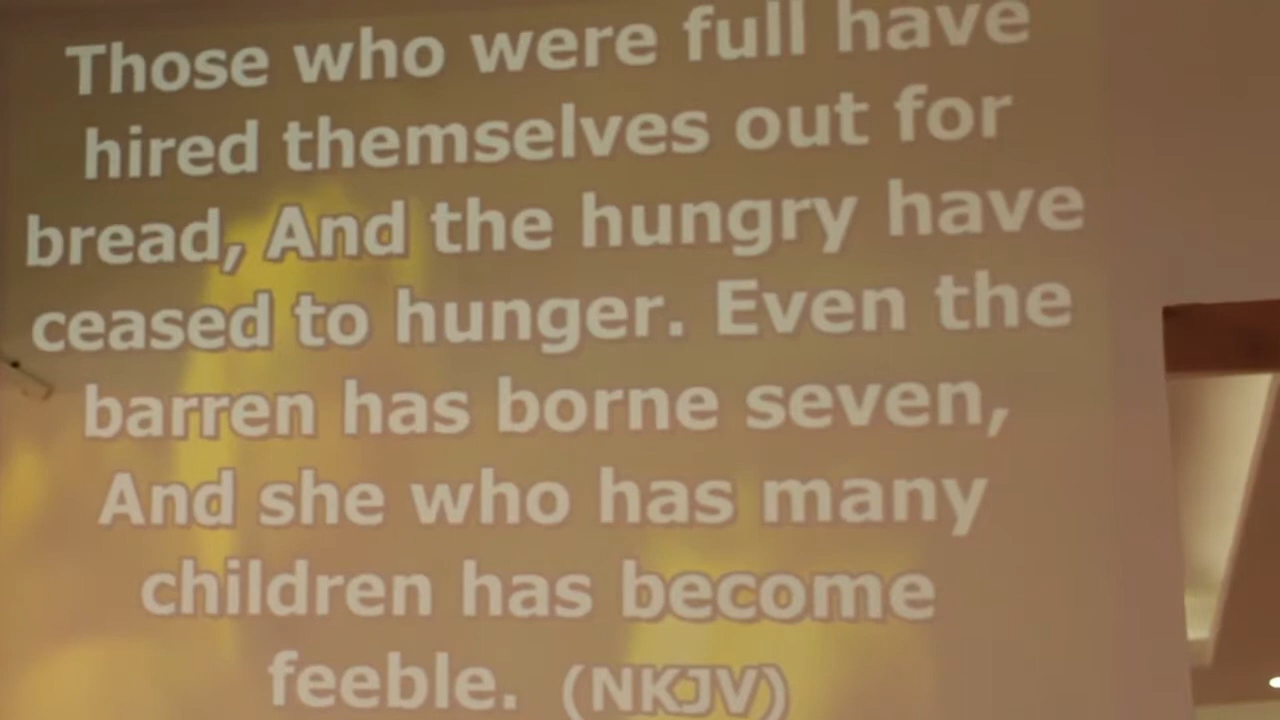 Those who were full have
hired themselves out for
bread, And the hungry have
ceased to hunger. Even the
barren has borne seven,
And she who has many
children has become
feeble. (NKJV)